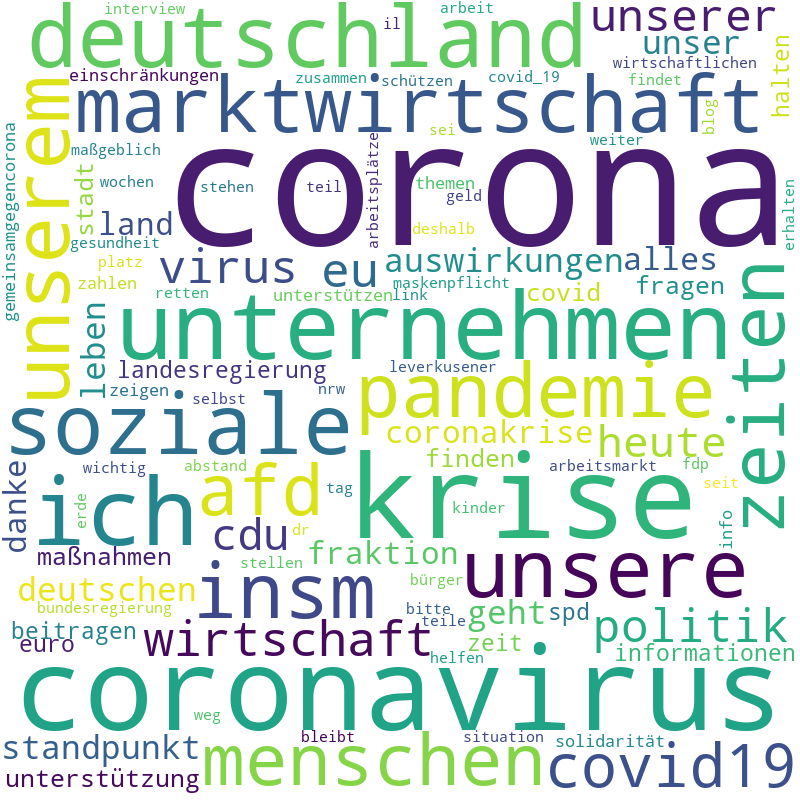 interview
arbeit
deutschland
il
unserer
unser
wirtschaftlichen
einschränkungen
zusammen
schützen
covid_19
findet
halten
marktwirtschaft
blog
unserem
gemeinsamgegencorona
maßgeblich
sei
weiter
corona
wochen
stadt
stehen
teil
arbeitsplätze
themen
geld
erhalten
land
deshalb
gesundheit
virus
eu
auswirkungen
alles
platz
zahlen
retten
unterstützen
link
maskenpflicht
covid
fragen
zeiten
unternehmen
leben
landesregierung
leverkusener
zeigen
selbst
nrw
pandemie
soziale
coronakrise
heute
danke
wichtig
abstand
finden
arbeitsmarkt
fdp
ich
afd
tag
krise
seit
erde
kinder
info
cdu
dr
maßnahmen
fraktion
unsere
stellen
deutschen
insm
bürger
bundesregierung
bitte
teile
geht
spd
politik
beitragen
euro
wirtschaft
zeit
informationen
helfen
coronavirus
weg
standpunkt
bleibt
situation
solidarität
unterstützung
menschen
covid19